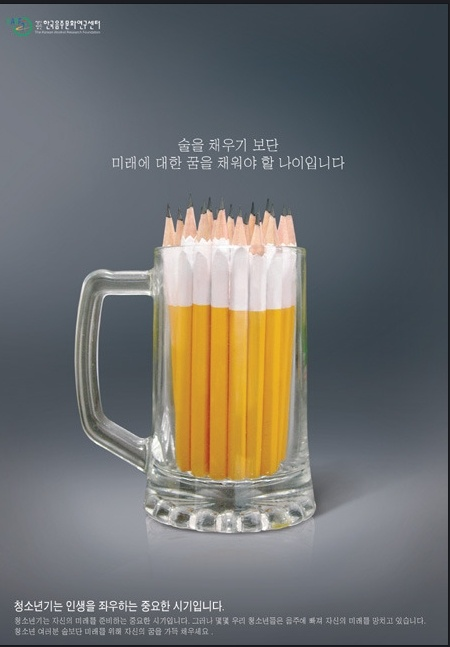 한국음주문화연구센터
The Korean Alcohol Research Foundation
술을 채우기 보단
미래에 대한 꿈을 채워야 할 나이입니다
청소년기는 인생을 좌우하는 중요한 시기입니다.
청소년기는 자신의 미래를 준비하는 중요한 시기입니다. 그러나 몇몇 우리 청소년들은 음주에 빠져 자신의 미래를 망치고 있습니다.
청소년 여러분 술보단 미래를 위해 자신의 꿈을 가득 채우세요 .